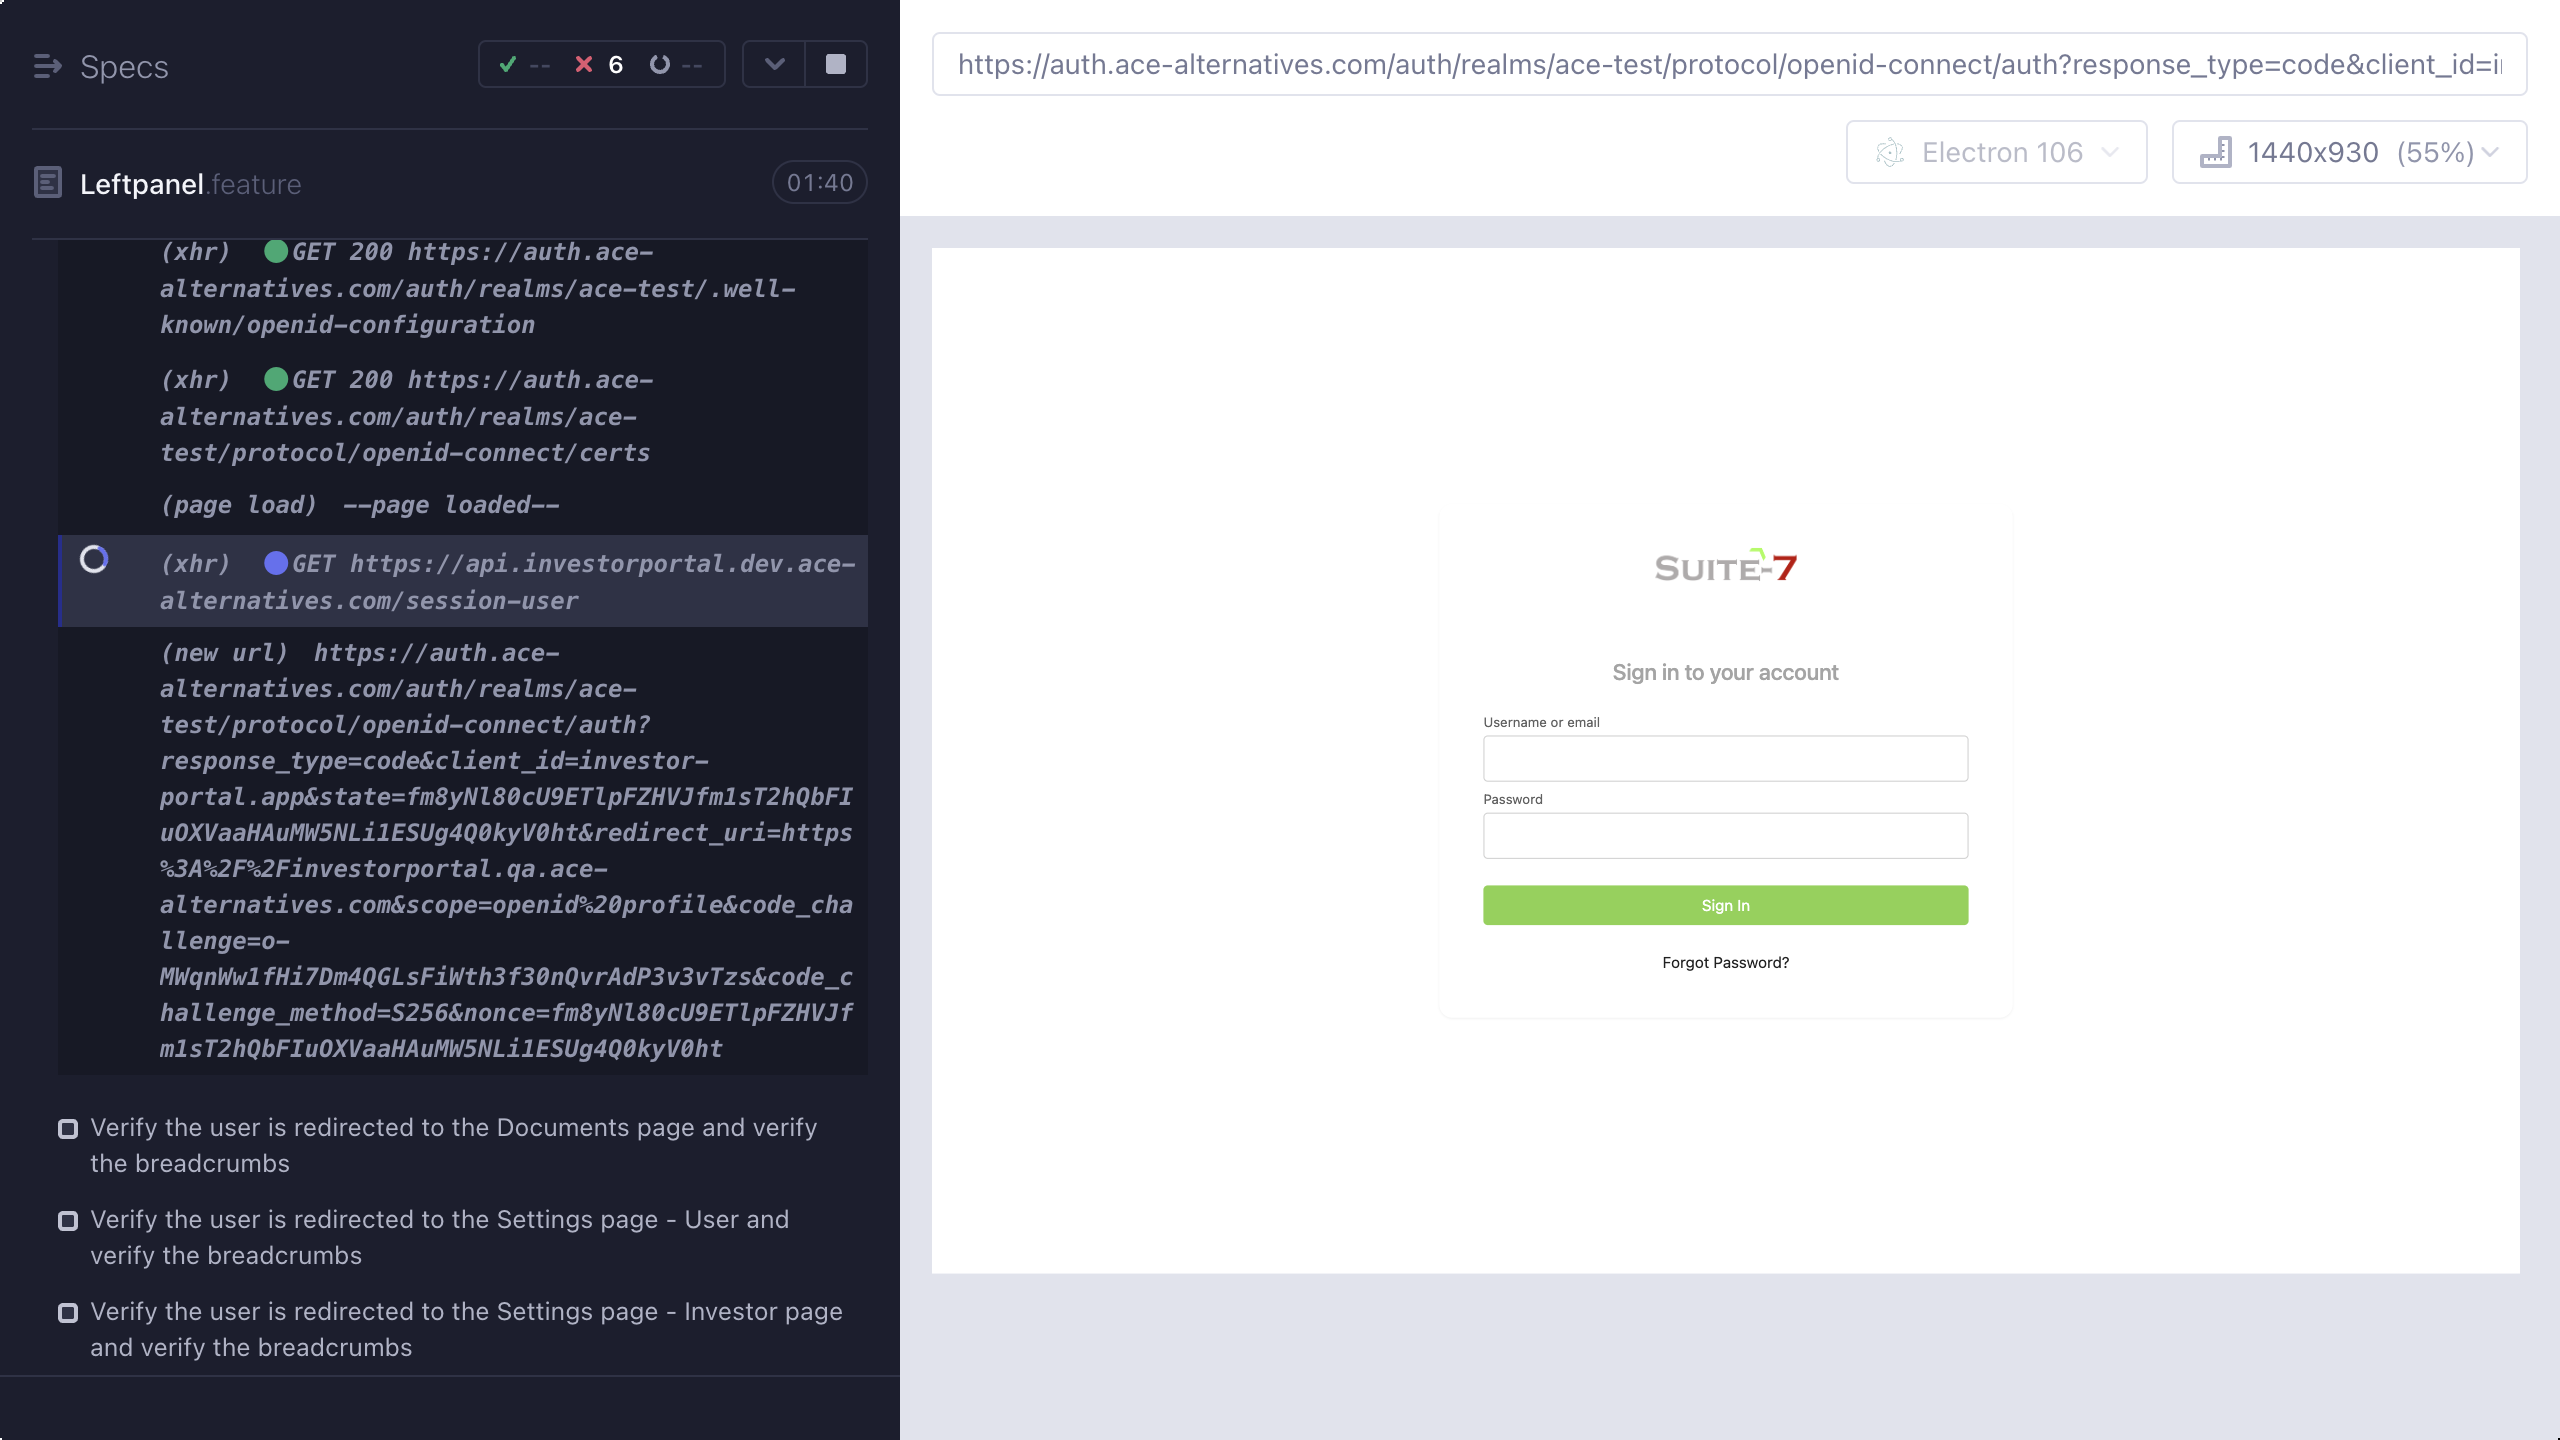 Specs
-- 6 --
Leftpanel.feature
01:40
(xhr) GET 200 https://auth.ace-
alternatives.com/auth/realms/ace-test/.well-
known/openid-configuration
(xhr) GET 200 https://auth.ace-
alternatives.com/auth/realms/ace-
test/protocol/openid-connect/certs
(page load) --page loaded--
(xhr) GET https://api.investorportal.dev.ace-
alternatives.com/session-user
(new url) https://auth.ace-
alternatives.com/auth/realms/ace-
test/protocol/openid-connect/auth?
response_type=code&client_id=investor-
portal.app&state=fm8yNl80cU9ETlpFZHVJfm1sT2hQbFI
uOXVaaHAuMW5NLi1ESUg4Q0kyV0ht&redirect_uri=https
%3A%2F%2Finvestorportal.qa.ace-
alternatives.com&scope=openid%20profile&code_cha
llenge=o-
MWqnWw1fHi7Dm4QGLsFiWth3f30nQvrAdP3v3vTzs&code_c
hallenge_method=S256&nonce=fm8yNl80cU9ETlpFZHVJf
m1sT2hQbFIuOXVaaHAuMW5NLi1ESUg4Q0kyV0ht
Verify the user is redirected to the Documents page and verify
the breadcrumbs
Verify the user is redirected to the Settings page - User and
verify the breadcrumbs
Verify the user is redirected to the Settings page - Investor page
and verify the breadcrumbs
https://auth.ace-alternatives.com/auth/realms/ace-test/protocol/openid-connect/auth?response_type=code&client_id=i
Electron 106
1440x930 (55%)
SUITE-7
Sign in to your account
Username or email
Password
Sign In
Forgot Password?